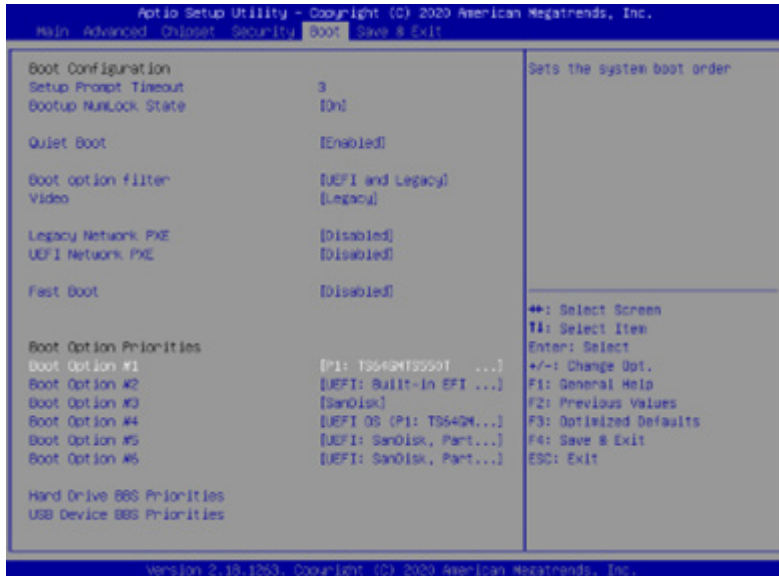 Aptio Setup Utility - Copyright (C) 2020 American Megatrends, Inc.
Main Advanced Chipset Security Boot Save & Exit
Boot Configuration
Setup Prompt Timeout 3
Bootup NumLock State [On]
Quiet Boot [Enabled]
Boot option filter [UEFI and Legacy]
Video [Legacy]
Legacy Network PXE [Disabled]
UEFI Network PXE [Disabled]
Fast Boot [Disabled]
Boot Option Priorities
Boot Option #1 [P1: TS64GMTS550T ...]
Boot Option #2 [UEFI: Built-in EFI ...]
Boot Option #3 [SanDisk]
Boot Option #4 [UEFI OS (P1: TS64GM...]
Boot Option #5 [UEFI: SanDisk, Part...]
Boot Option #6 [UEFI: SanDisk, Part...]
Hard Drive BBS Priorities
USB Device BBS Priorities
Sets the system boot order
↔: Select Screen
↑↓: Select Item
Enter: Select
+/-: Change Opt.
F1: General Help
F2: Previous Values
F3: Optimized Defaults
F4: Save & Exit
ESC: Exit
Version 2.18.1263. Copyright (C) 2020 American Megatrends, Inc.